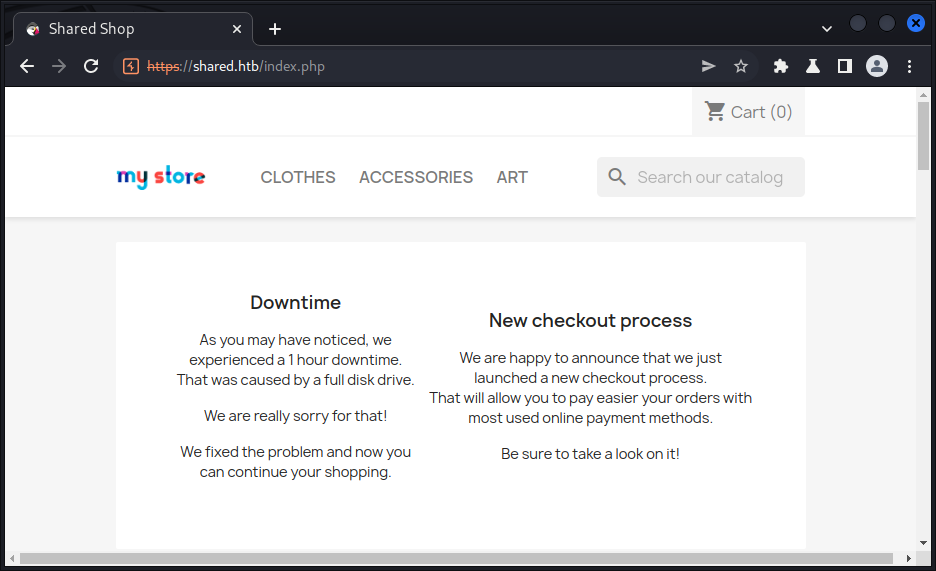 Shared Shop
https://shared.htb/index.php
Cart (0)
my store
CLOTHES ACCESSORIES ART
Search our catalog
Downtime
As you may have noticed, we
experienced a 1 hour downtime.
That was caused by a full disk drive.
We are really sorry for that!
We fixed the problem and now you
can continue your shopping.
New checkout process
We are happy to announce that we just
launched a new checkout process.
That will allow you to pay easier your orders with
most used online payment methods.
Be sure to take a look on it!